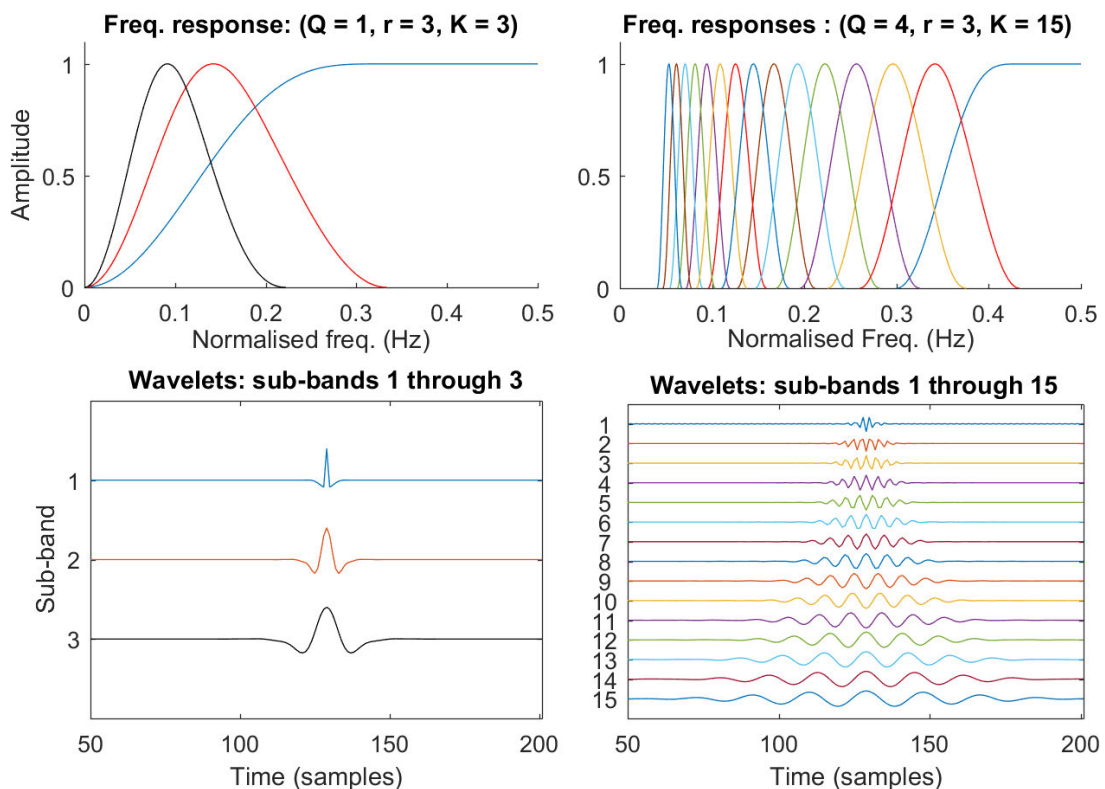 Freq. response: (Q = 1, r = 3, K = 3)
1
0.5
0
Amplitude
0 0.1 0.2 0.3 0.4 0.5
Normalised freq. (Hz)
Freq. responses : (Q = 4, r = 3, K = 15)
1
0.5
0
0 0.1 0.2 0.3 0.4 0.5
Normalised Freq. (Hz)
Wavelets: sub-bands 1 through 3
Sub-band
1
2
3
50 100 150 200
Time (samples)
Wavelets: sub-bands 1 through 15
1
2
3
4
5
6
7
8
9
10
11
12
13
14
15
50 100 150 200
Time (samples)